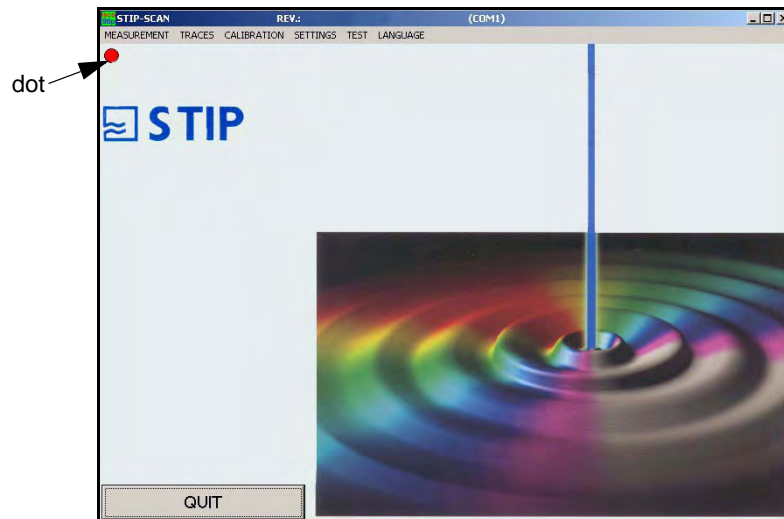 STIP-SCAN REV.: (COM1)
MEASUREMENT TRACES CALIBRATION SETTINGS TEST LANGUAGE
dot
STIP
QUIT